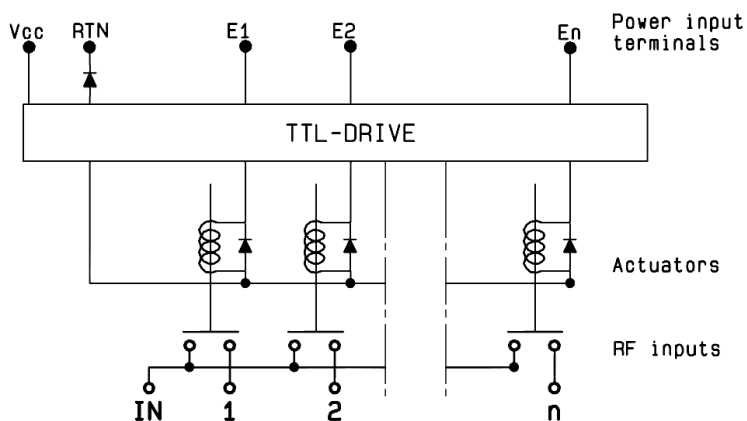 Vcc RTN E1 E2 En Power input
terminals
TTL-DRIVE
Actuators
RF inputs
IN 1 2 n